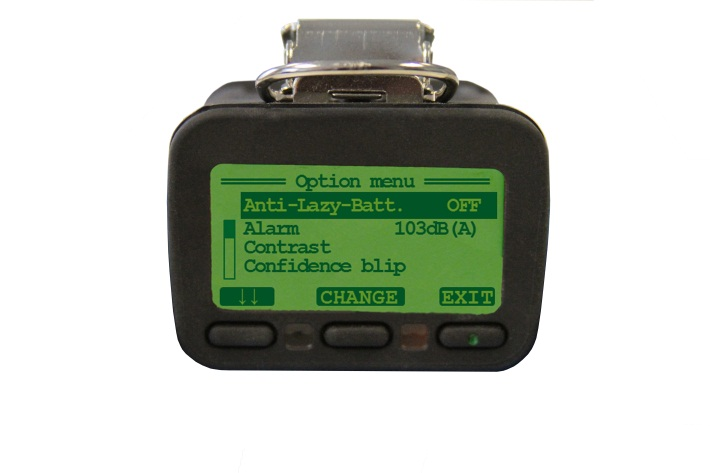 Option menu
Anti-Lazy-Batt. OFF
Alarm 103dB(A)
Contrast
Confidence blip
↓↓ CHANGE EXIT